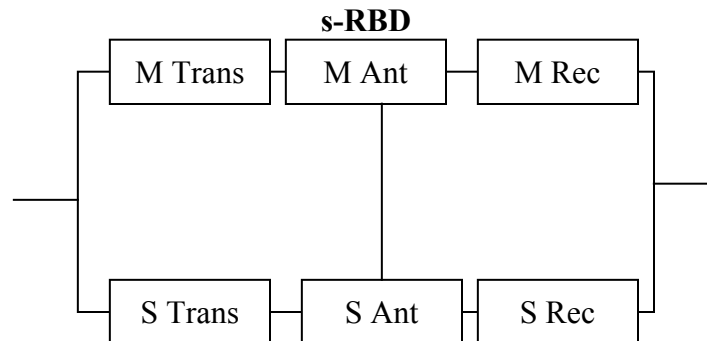 s-RBD
M Trans
M Ant
M Rec
S Trans
S Ant
S Rec